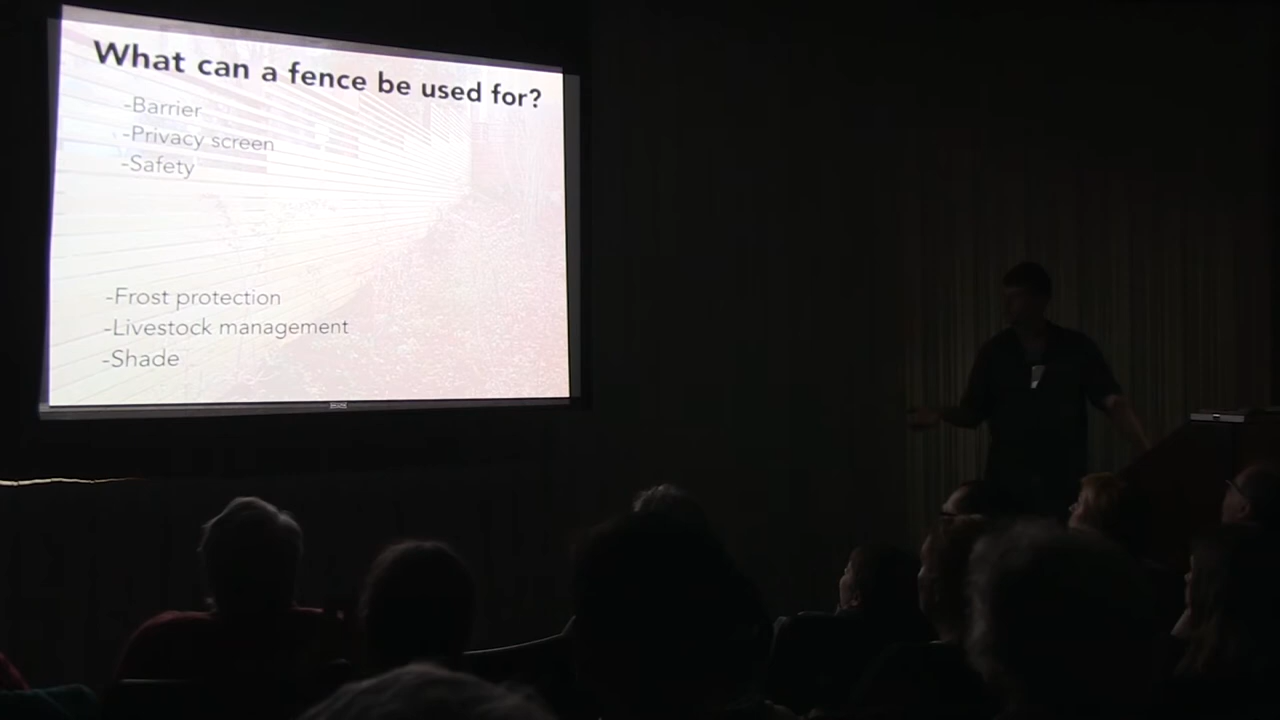 What can a fence be used for?
-Barrier
-Privacy screen
-Safety
-Frost protection
-Livestock management
-Shade